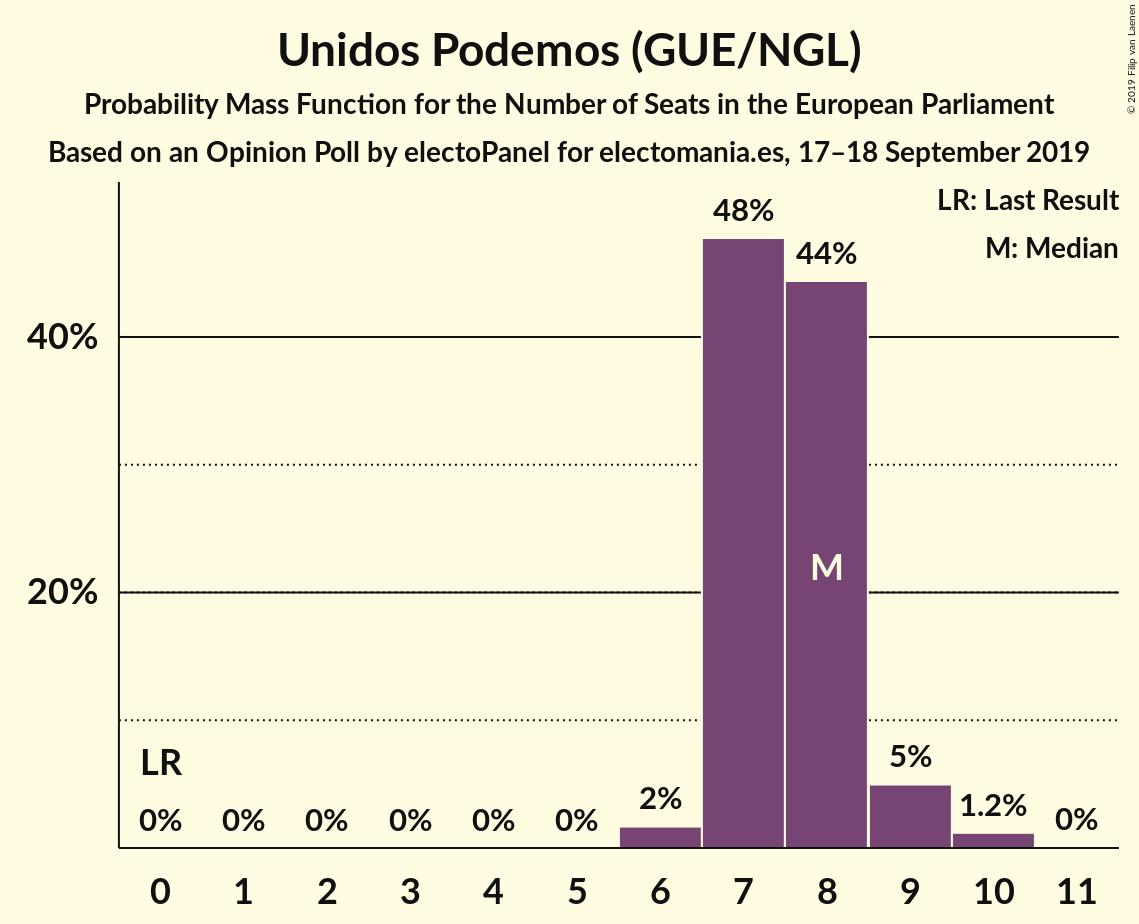 Unidos Podemos (GUE/NGL)
Probability Mass Function for the Number of Seats in the European Parliament
Based on an Opinion Poll by electoPanel for electomania.es, 17–18 September 2019
© 2019 Filip van Laenen
LR: Last Result
M: Median
48%
44%
40%
M
20%
LR
5%
2%
1.2%
0% 0% 0% 0% 0% 0% 0%
0 1 2 3 4 5 6 7 8 9 10 11